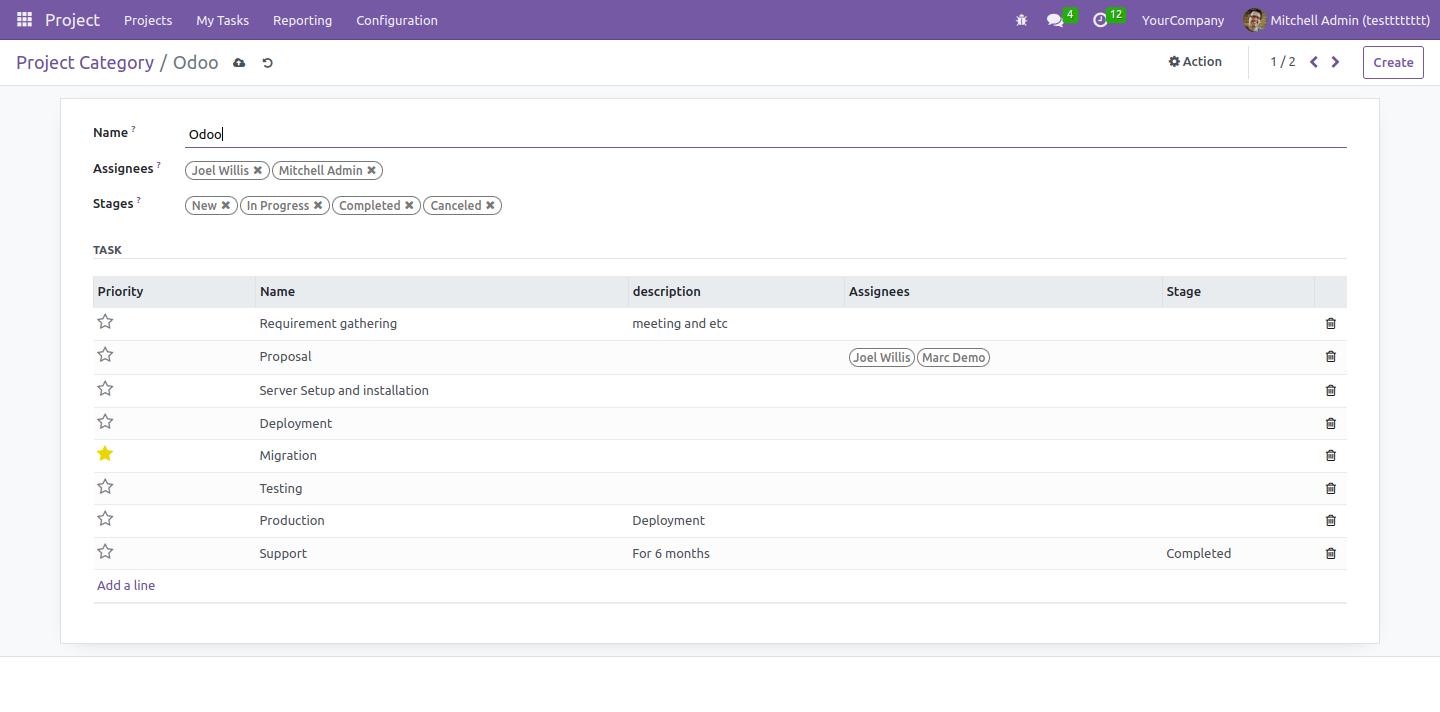 Project Projects My Tasks Reporting Configuration 4 12 YourCompany Mitchell Admin (testttttttt)
Project Category / Odoo Action 1 / 2 Create
Name ? Odoo
Assignees ? Joel Willis Mitchell Admin
Stages ? New In Progress Completed Canceled
TASK
Priority Name description Assignees Stage
Requirement gathering meeting and etc
Proposal Joel Willis Marc Demo
Server Setup and installation
Deployment
Migration
Testing
Production Deployment
Support For 6 months Completed
Add a line